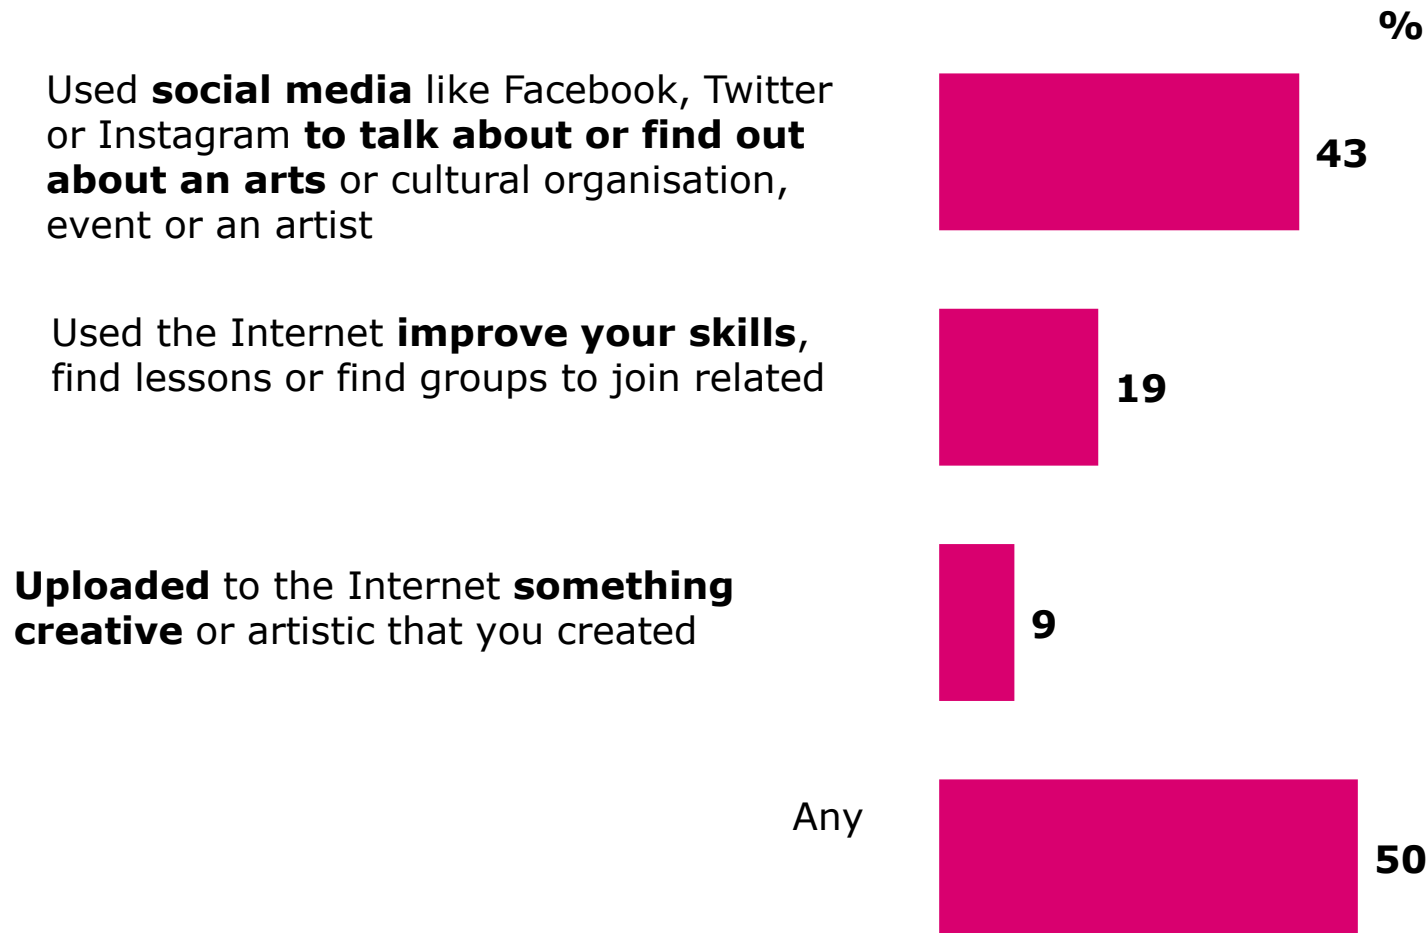 %
Used social media like Facebook, Twitter
or Instagram to talk about or find out
about an arts or cultural organisation,
event or an artist
43
Used the Internet improve your skills,
find lessons or find groups to join related
19
Uploaded to the Internet something
creative or artistic that you created
9
Any
50